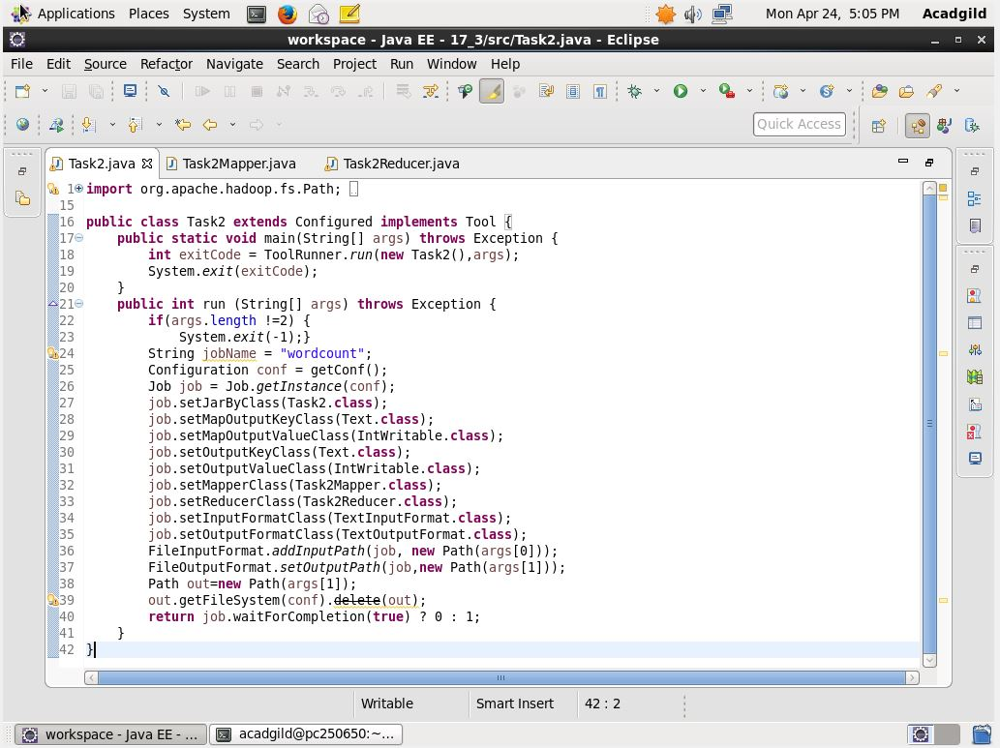 Applications Places System Mon Apr 24, 5:05 PM Acadgild
workspace - Java EE - 17_3/src/Task2.java - Eclipse
File Edit Source Refactor Navigate Search Project Run Window Help
Quick Access
Task2.java Task2Mapper.java Task2Reducer.java
1 import org.apache.hadoop.fs.Path;
15
16 public class Task2 extends Configured implements Tool {
17 public static void main(String[] args) throws Exception {
18 int exitCode = ToolRunner.run(new Task2(),args);
19 System.exit(exitCode);
20 }
21 public int run (String[] args) throws Exception {
22 if(args.length !=2) {
23 System.exit(-1);}
24 String jobName = "wordcount";
25 Configuration conf = getConf();
26 Job job = Job.getInstance(conf);
27 job.setJarByClass(Task2.class);
28 job.setMapOutputKeyClass(Text.class);
29 job.setMapOutputValueClass(IntWritable.class);
30 job.setOutputKeyClass(Text.class);
31 job.setOutputValueClass(IntWritable.class);
32 job.setMapperClass(Task2Mapper.class);
33 job.setReducerClass(Task2Reducer.class);
34 job.setInputFormatClass(TextInputFormat.class);
35 job.setOutputFormatClass(TextOutputFormat.class);
36 FileInputFormat.addInputPath(job, new Path(args[0]));
37 FileOutputFormat.setOutputPath(job,new Path(args[1]));
38 Path out=new Path(args[1]);
39 out.getFileSystem(conf).delete(out);
40 return job.waitForCompletion(true) ? 0 : 1;
41 }
42 }
Writable Smart Insert 42 : 2
workspace - Java EE - ... acadgild@pc250650:~...